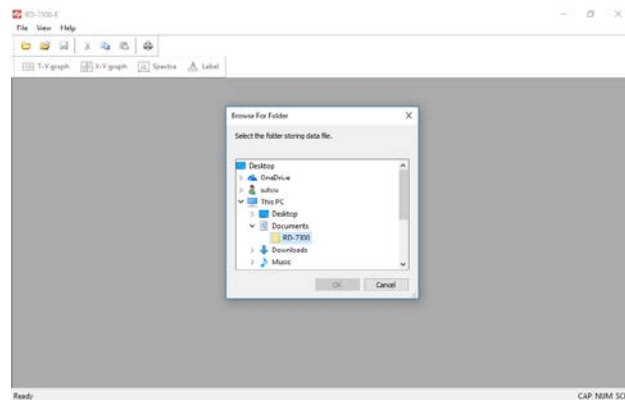 RD-7300-E
File View Help
T-Y graph X-Y graph Spectra Label
Browse For Folder
Select the folder storing data file.
Desktop
OneDrive
sutou
This PC
Desktop
Documents
RD-7300
Downloads
Music
OK Cancel
Ready CAP NUM SC